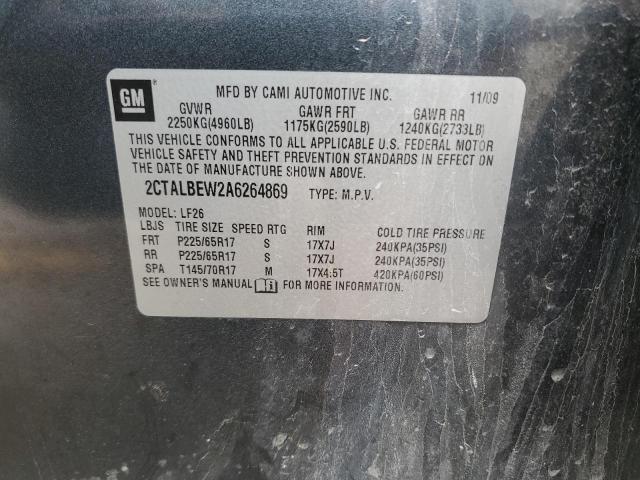 GM
®
MFD BY CAMI AUTOMOTIVE INC. 11/09
GVWR GAWR FRT GAWR RR
2250KG(4960LB) 1175KG(2590LB) 1240KG(2733LB)
THIS VEHICLE CONFORMS TO ALL APPLICABLE U.S. FEDERAL MOTOR
VEHICLE SAFETY AND THEFT PREVENTION STANDARDS IN EFFECT ON
THE DATE OF MANUFACTURE SHOWN ABOVE.
2CTALBEW2A6264869 TYPE: M.P.V.
MODEL: LF26
LBJS TIRE SIZE SPEED RTG RIM COLD TIRE PRESSURE
FRT P225/65R17 S 17X7J 240KPA(35PSI)
RR P225/65R17 S 17X7J 240KPA(35PSI)
SPA T145/70R17 M 17X4.5T 420KPA(60PSI)
SEE OWNER'S MANUAL FOR MORE INFORMATION.